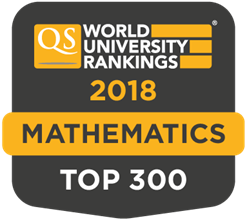 QS WORLD
UNIVERSITY
RANKINGS
®
2018
MATHEMATICS
TOP 300